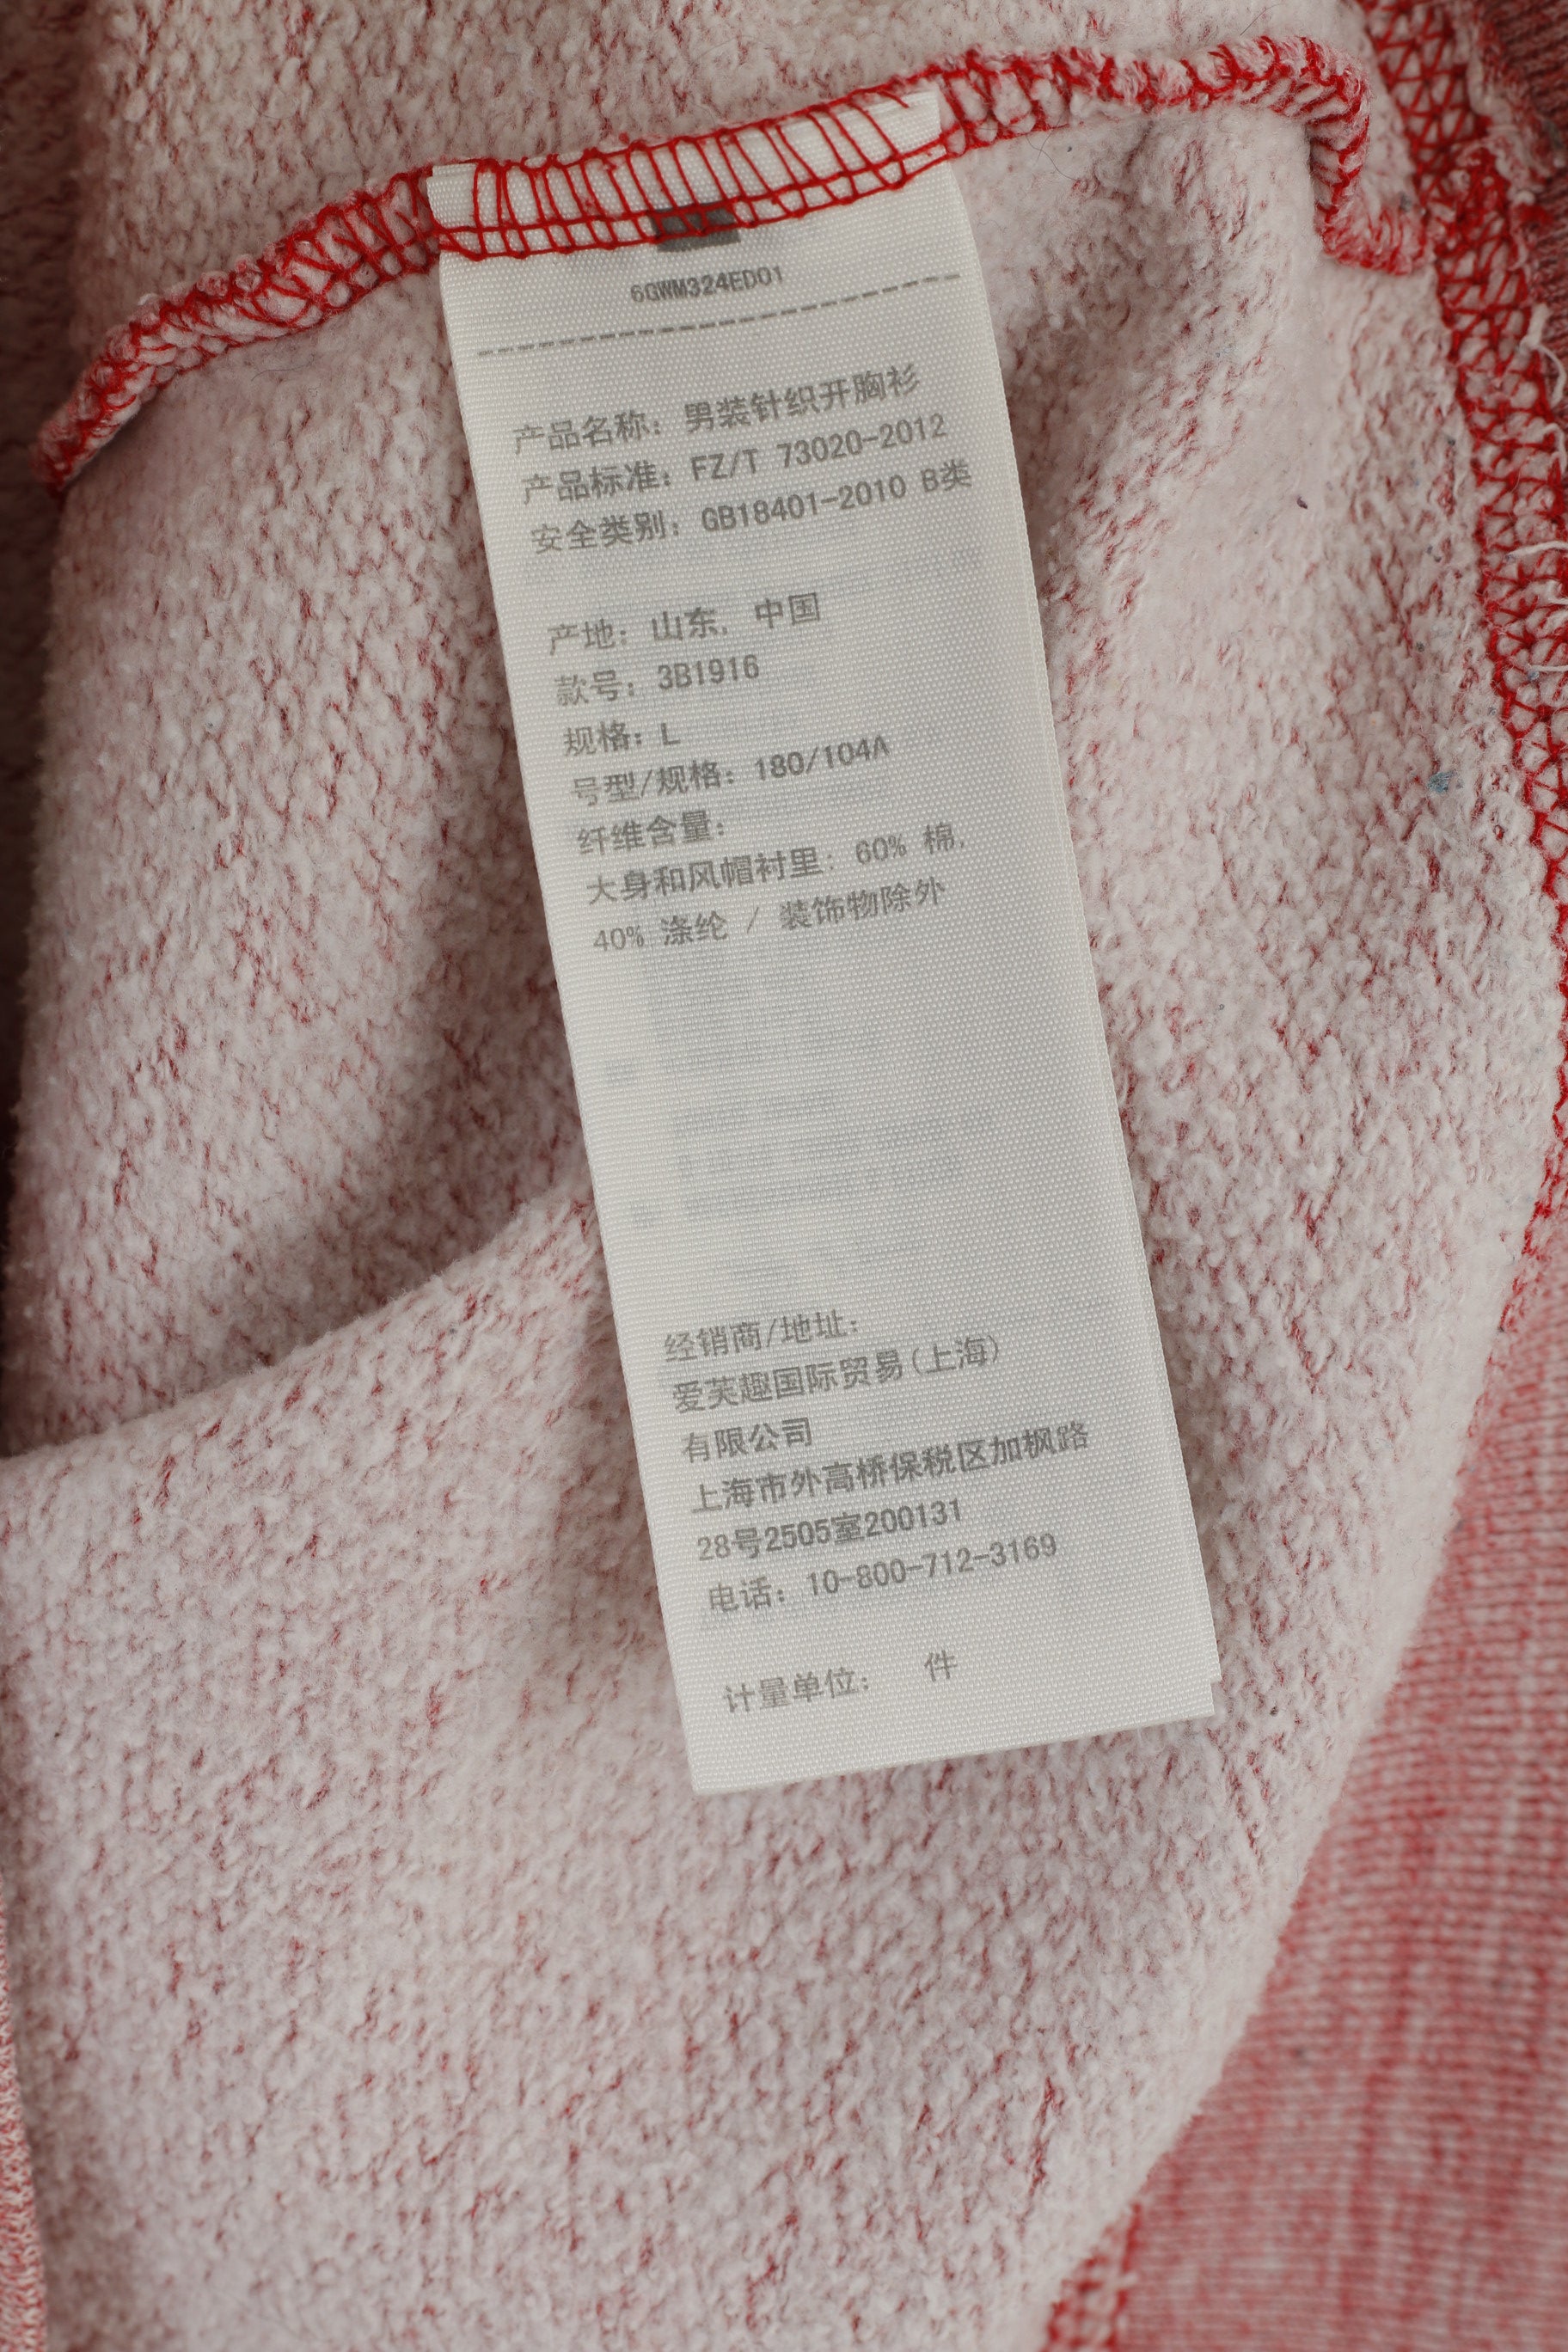 6GWM324ED01
产品名称: 男装针织开胸衫
产品标准: FZ/T 73020-2012
安全类别: GB18401-2010 B类
产地: 山东, 中国
款号: 3B1916
规格: L
号型/规格: 180/104A
纤维含量:
大身和风帽衬里: 60% 棉,
40% 涤纶 / 装饰物除外
经销商/地址:
爱芙趣国际贸易(上海)
有限公司
上海市外高桥保税区加枫路
28号2505室200131
电话: 10-800-712-3169
计量单位: 件